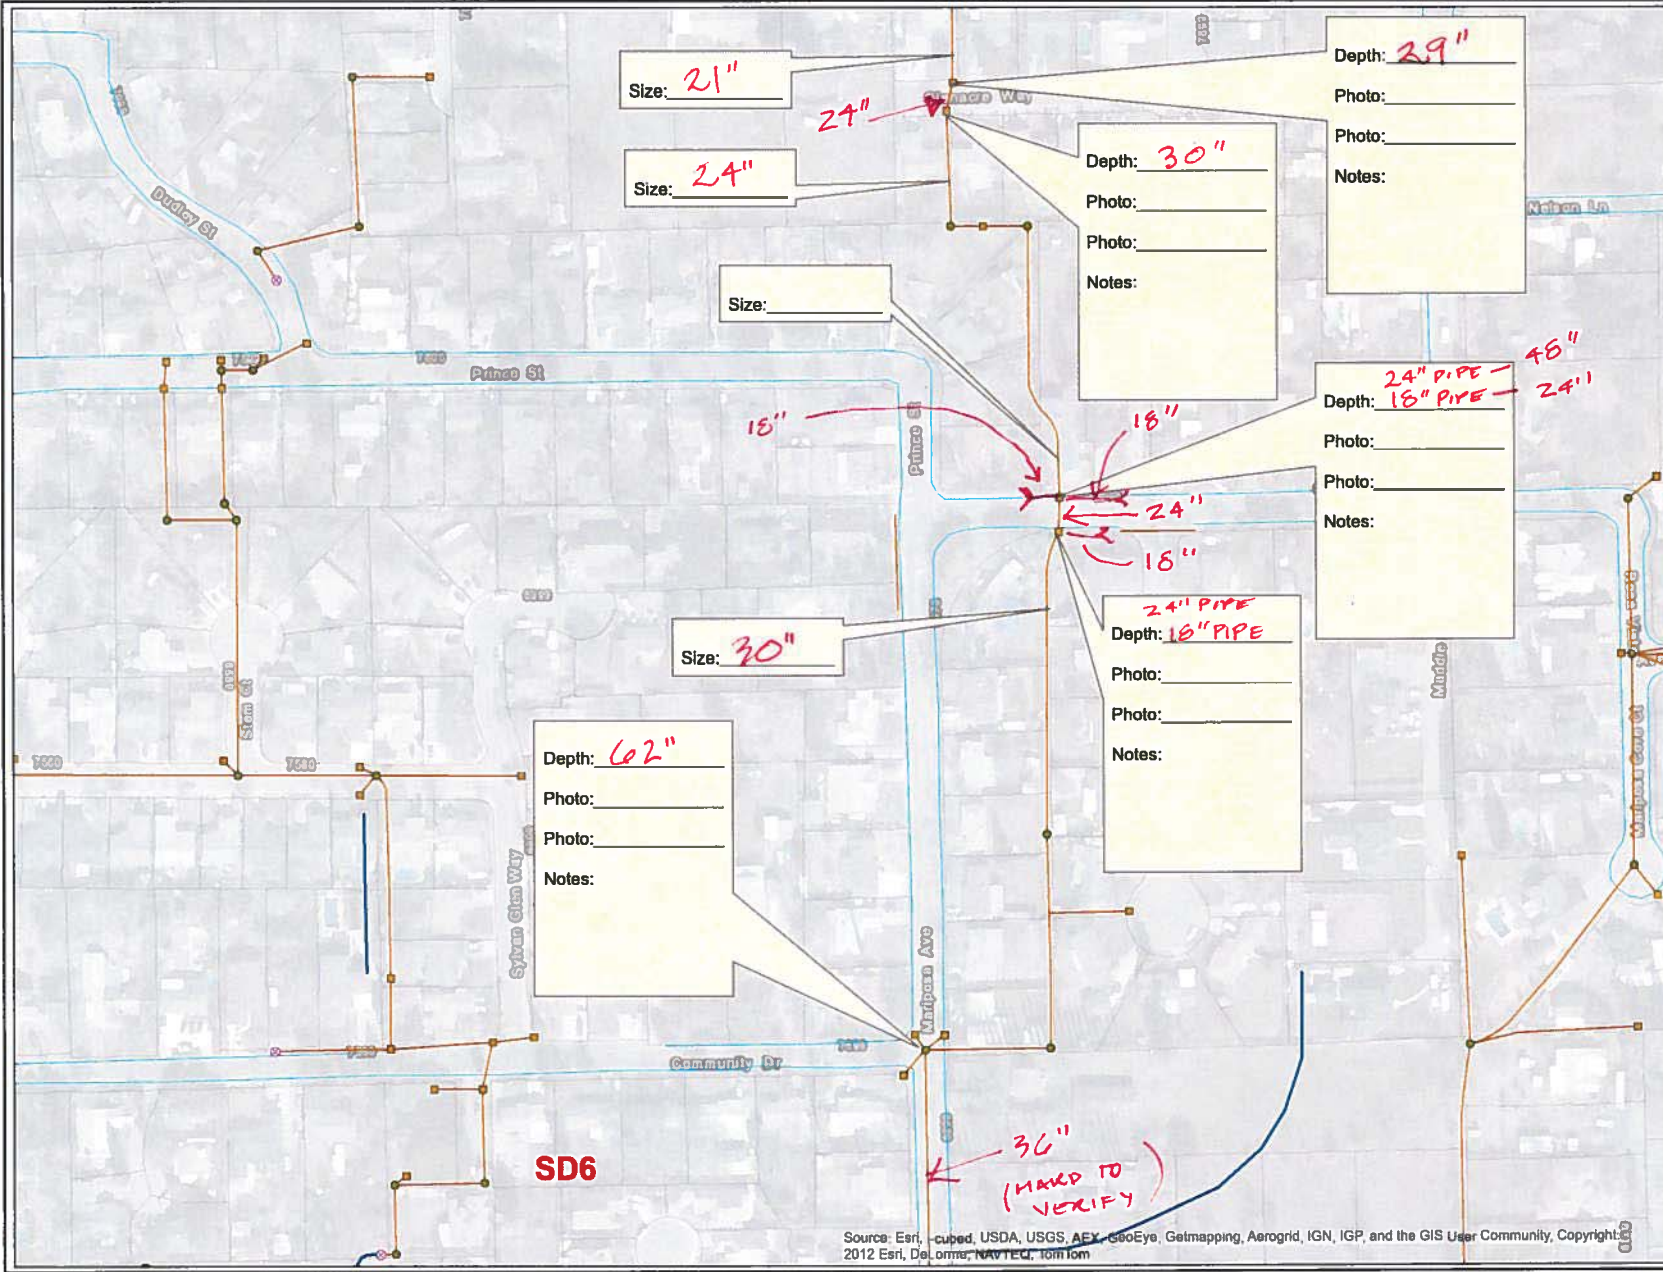 Size: 21"
24"
Size: 24"
Depth: 29"
Photo:
Photo:
Notes:
Depth: 30"
Photo:
Photo:
Notes:
Nelson Ln
Dudley St
Size:
Prince St
Prince St
18"
18"
24" PIPE — 48"
Depth: 18" PIPE — 24"
Photo:
Photo:
Notes:
24"
18"
24" PIPE
Depth: 18" PIPE
Photo:
Photo:
Notes:
Size: 30"
Depth: 62"
Photo:
Photo:
Notes:
7560
7580
Sylvan Glen Way
Mariposa Ave
Community Dr
SD6
36"
(HARD TO
VERIFY)
Source: Esri, i-cubed, USDA, USGS, AEX, GeoEye, Getmapping, Aerogrid, IGN, IGP, and the GIS User Community, Copyright:©
2012 Esri, DeLorme, NAVTEQ, TomTom